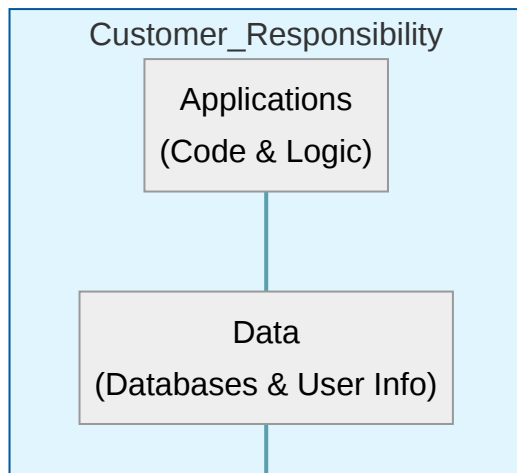 Customer_Responsibility
Applications
(Code & Logic)
Data
(Databases & User Info)